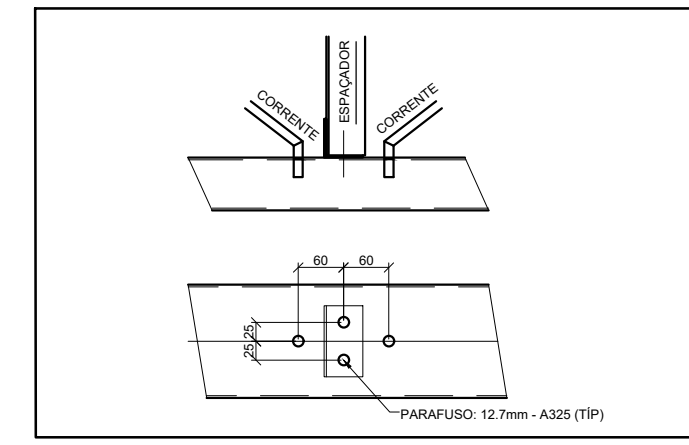 CORRENTE
ESPAÇADOR
CORRENTE
60
60
25
25
PARAFUSO: 12.7mm - A325 (TÍP)